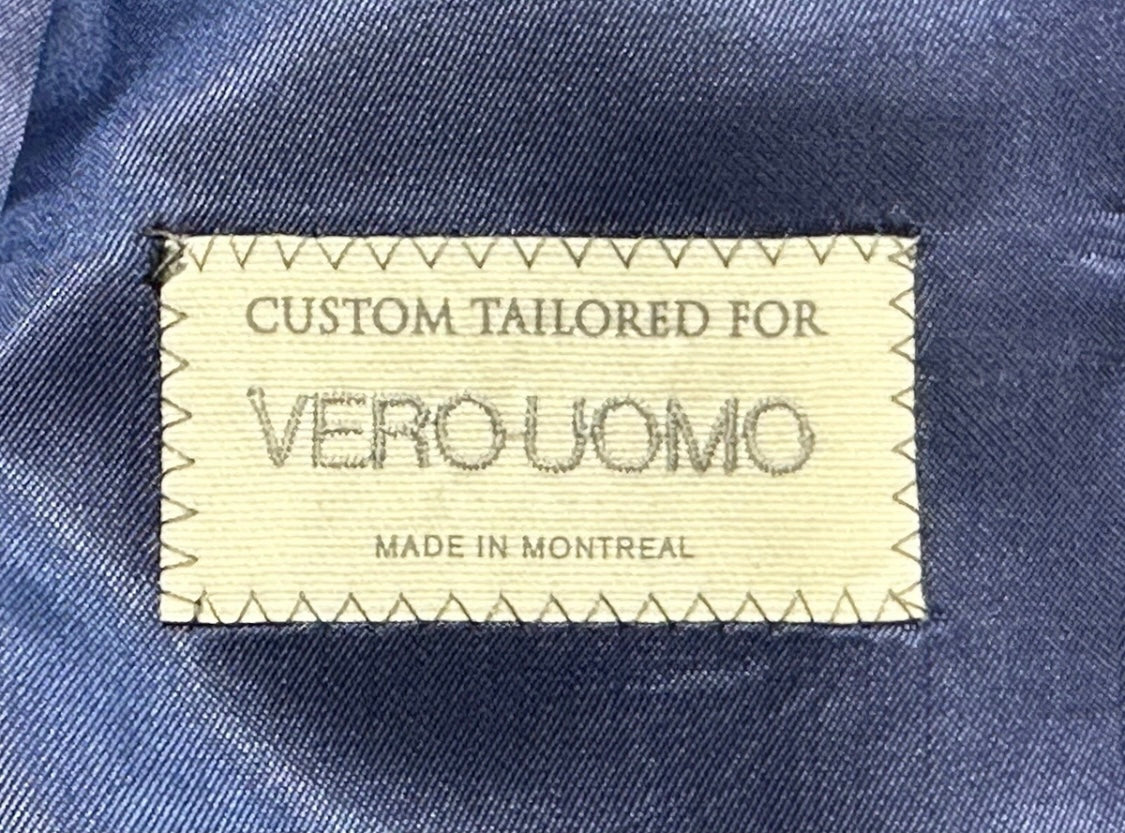 CUSTOM TAILORED FOR
VERO UOMO
MADE IN MONTREAL